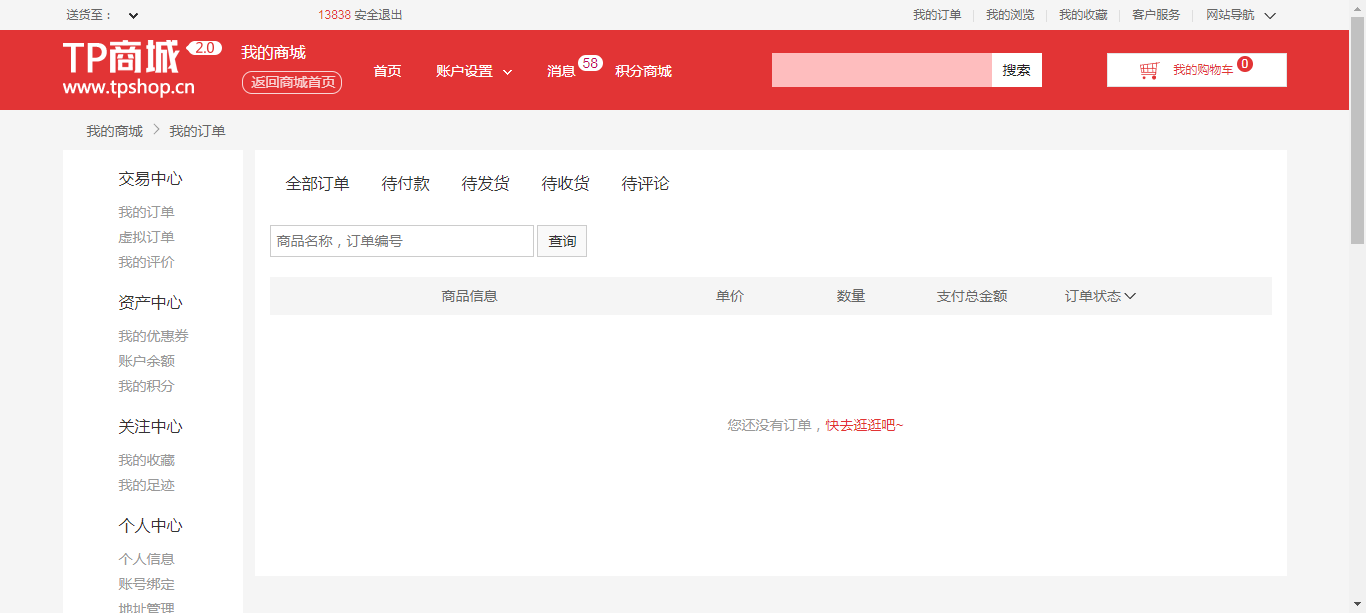 送货至：
13838 安全退出
我的订单 我的浏览 我的收藏 客户服务 网站导航
TP商城 2.0
www.tpshop.cn
我的商城
返回商城首页
首页 账户设置 消息 58 积分商城
搜索
我的购物车 0
我的商城 > 我的订单
交易中心
我的订单
虚拟订单
我的评价
资产中心
我的优惠券
账户余额
我的积分
关注中心
我的收藏
我的足迹
个人中心
个人信息
账号绑定
地址管理
全部订单 待付款 待发货 待收货 待评论
商品名称，订单编号 查询
商品信息 单价 数量 支付总金额 订单状态
您还没有订单，快去逛逛吧~